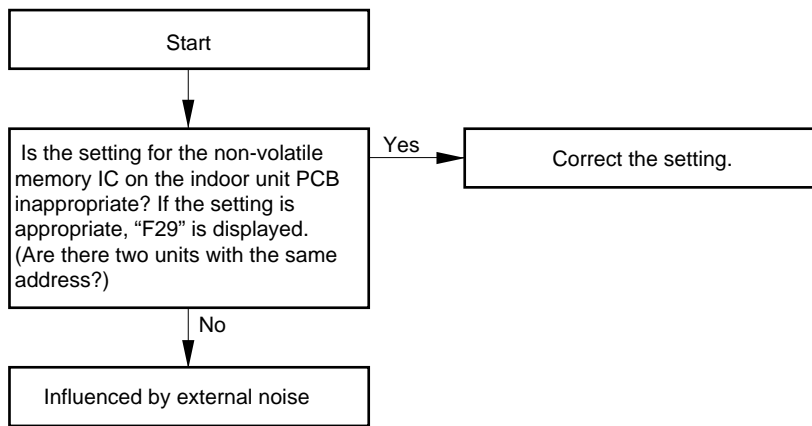 Start
Is the setting for the non-volatile
memory IC on the indoor unit PCB
inappropriate? If the setting is
appropriate, “F29” is displayed.
(Are there two units with the same
address?)
Yes
Correct the setting.
No
Influenced by external noise